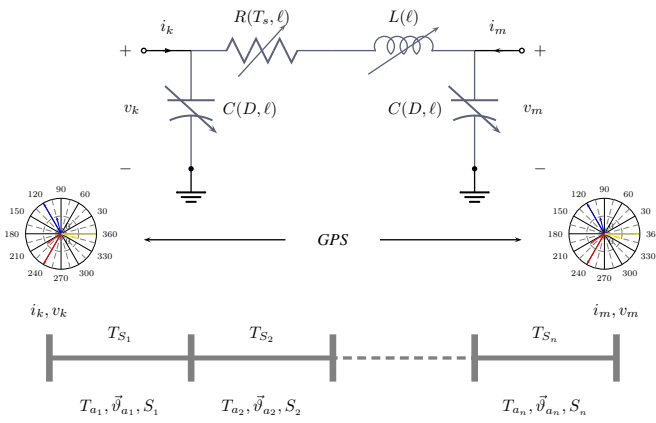 R(T_s, ℓ) L(ℓ)
i_k i_m
+ +
v_k C(D, ℓ) C(D, ℓ) v_m
− −
120 90 60 120 90 60
150 30 150 30
180 360 180 36
210 330 210 330
240 270 300 240 270 300
GPS
i_k, v_k i_m, v_m
T_{S_1} T_{S_2} T_{S_n}
T_{a_1}, \vec{ϑ}_{a_1}, S_1 T_{a_2}, \vec{ϑ}_{a_2}, S_2 T_{a_n}, \vec{ϑ}_{a_n}, S_n